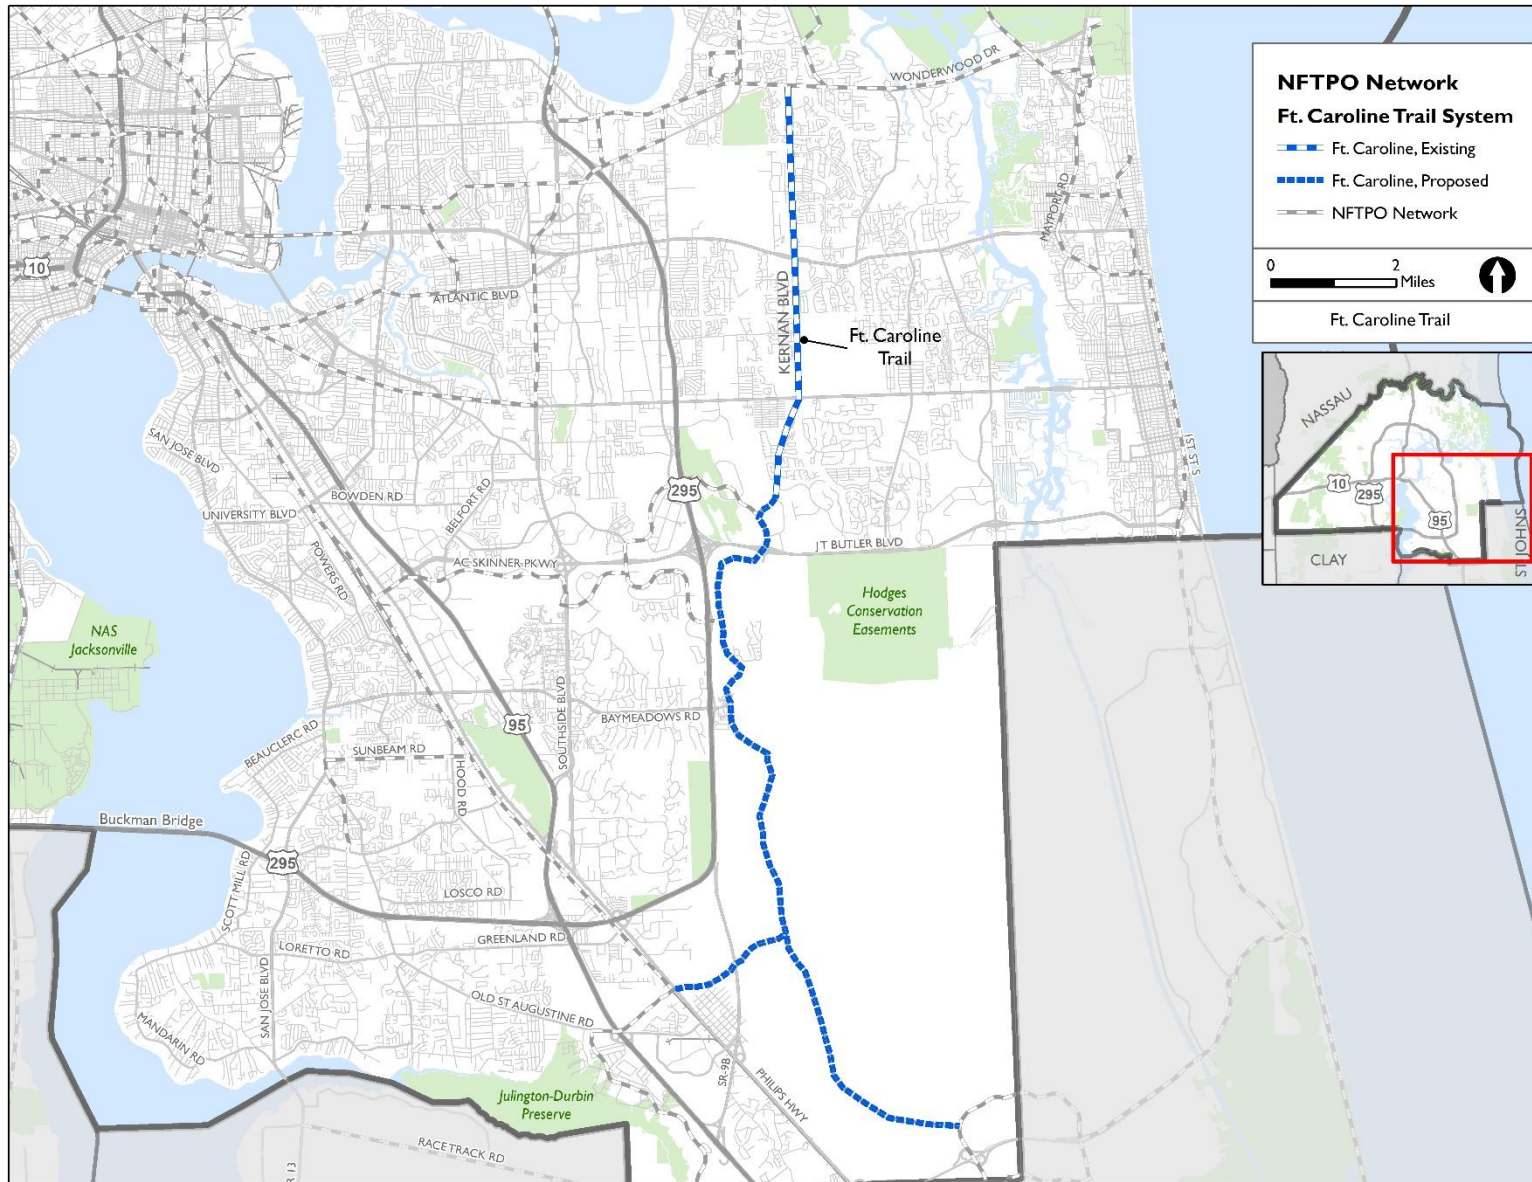 NFTPO Network
Ft. Caroline Trail System
Ft. Caroline, Existing
Ft. Caroline, Proposed
NFTPO Network
0 2
Miles
Ft. Caroline Trail
NASSAU
10
295
95
CLAY
ST JOHNS
WONDERWOOD DR
MAYPORT RD
10
ATLANTIC BLVD
KERNAN BLVD
Ft. Caroline
Trail
SAN JOSE BLVD
1ST ST S
BOWDEN RD
BELFORT RD
295
UNIVERSITY BLVD
POWERS RD
J T BUTLER BLVD
AC SKINNER-PKWY
Hodges
Conservation
Easements
NAS
Jacksonville
SOUTHSIDE BLVD
BAYMEADOWS RD
95
BEAUCLERC RD
SUNBEAM RD
HOOD RD
Buckman Bridge
295
SCOTT MILL RD
LOSCO RD
GREENLAND RD
LORETTO RD
SAN JOSE BLVD
OLD ST AUGUSTINE RD
MANDARIN RD
SR-9B
PHILIPS HWY
Julington-Durbin
Preserve
RACE TRACK RD
R 13